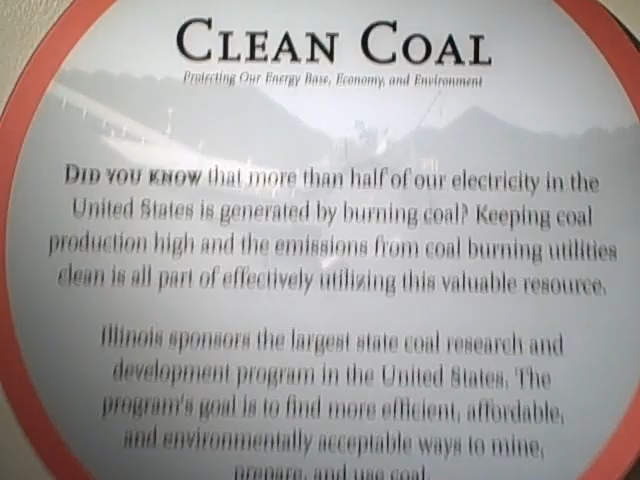 CLEAN COAL
Protecting Our Energy Base, Economy, and Environment
DID YOU KNOW that more than half of our electricity in the
United States is generated by burning coal? Keeping coal
production high and the emissions from coal burning utilities
clean is all part of effectively utilizing this valuable resource.
Illinois sponsors the largest state coal research and
development program in the United States. The
program's goal is to find more efficient, affordable,
and environmentally acceptable ways to mine,
prepare, and use coal.